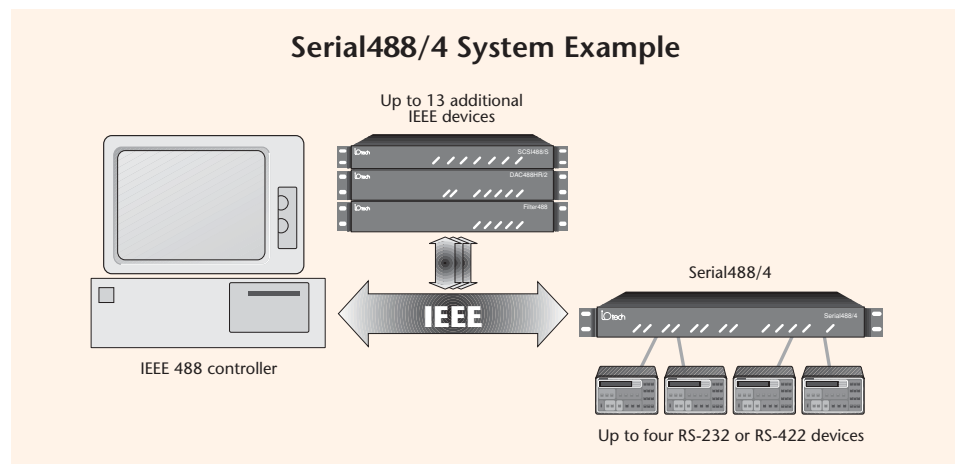 Serial488/4 System Example
Up to 13 additional
IEEE devices
IOtech
SCSI488/S
IOtech
DAC488HR/2
IOtech
Filter488
Serial488/4
IEEE
IOtech
Serial488/4
IEEE 488 controller
Up to four RS-232 or RS-422 devices